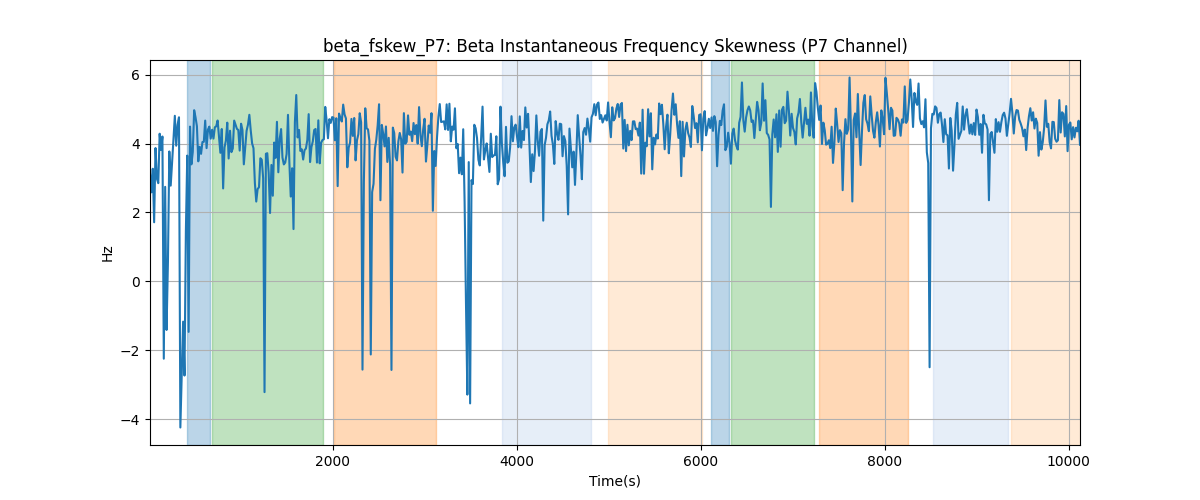 beta_fskew_P7: Beta Instantaneous Frequency Skewness (P7 Channel)
6
4
2
0
−2
−4
Hz
2000 4000 6000 8000 10000
Time(s)